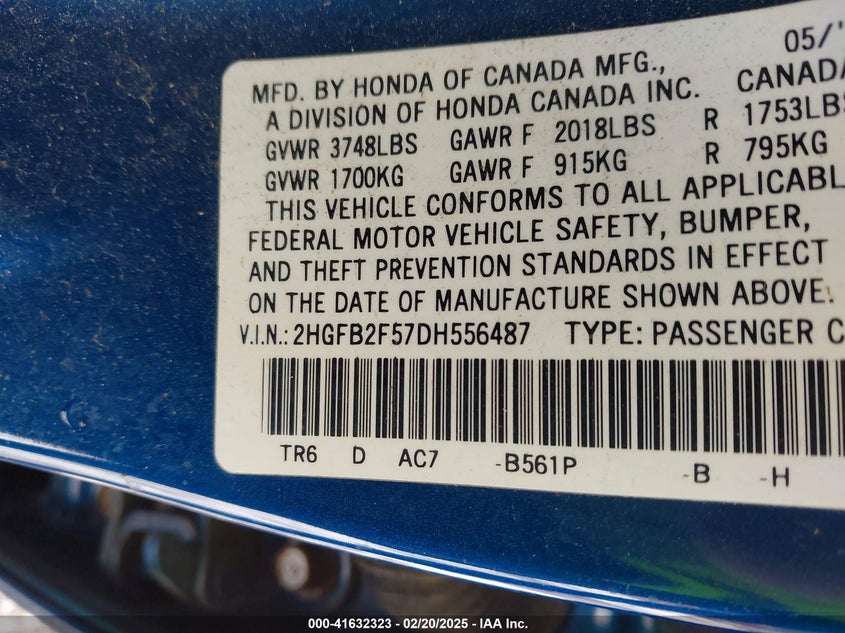 05/'
MFD. BY HONDA OF CANADA MFG., CANADA
A DIVISION OF HONDA CANADA INC.
GVWR 3748LBS GAWR F 2018LBS R 1753LBS
GVWR 1700KG GAWR F 915KG R 795KG
THIS VEHICLE CONFORMS TO ALL APPLICABL
FEDERAL MOTOR VEHICLE SAFETY, BUMPER,
AND THEFT PREVENTION STANDARDS IN EFFECT
ON THE DATE OF MANUFACTURE SHOWN ABOVE.
V.I.N.: 2HGFB2F57DH556487 TYPE: PASSENGER C
TR6 D AC7 -B561P -B -H
000-41632323 - 02/20/2025 - IAA Inc.